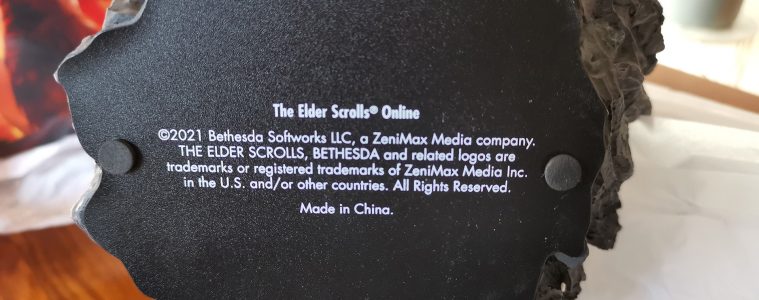 The Elder Scrolls® Online
©2021 Bethesda Softworks LLC, a ZeniMax Media company.
THE ELDER SCROLLS, BETHESDA and related logos are
trademarks or registered trademarks of ZeniMax Media Inc.
in the U.S. and/or other countries. All Rights Reserved.
Made in China.